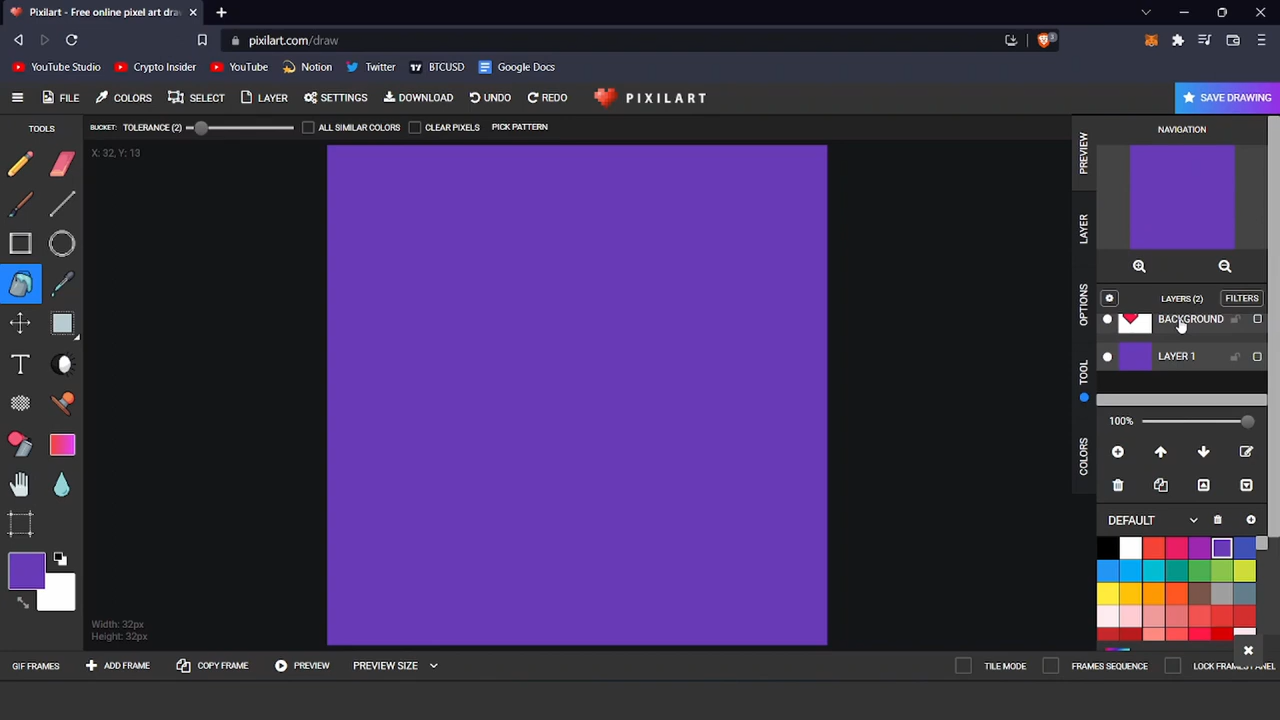 Pixilart - Free online pixel art dra
pixilart.com/draw
3
YouTube Studio Crypto Insider YouTube Notion Twitter BTCUSD Google Docs
FILE COLORS SELECT LAYER SETTINGS DOWNLOAD UNDO REDO PIXILART SAVE DRAWING
TOOLS
BUCKET: TOLERANCE (2) ALL SIMILAR COLORS CLEAR PIXELS PICK PATTERN
NAVIGATION
X: 32, Y: 13
PREVIEW
LAYER
OPTIONS
TOOL
COLORS
LAYERS (2) FILTERS
BACKGROUND
LAYER 1
100%
DEFAULT
T
Width: 32px
Height: 32px
GIF FRAMES ADD FRAME COPY FRAME PREVIEW PREVIEW SIZE TILE MODE FRAMES SEQUENCE LOCK FRAMES PANEL